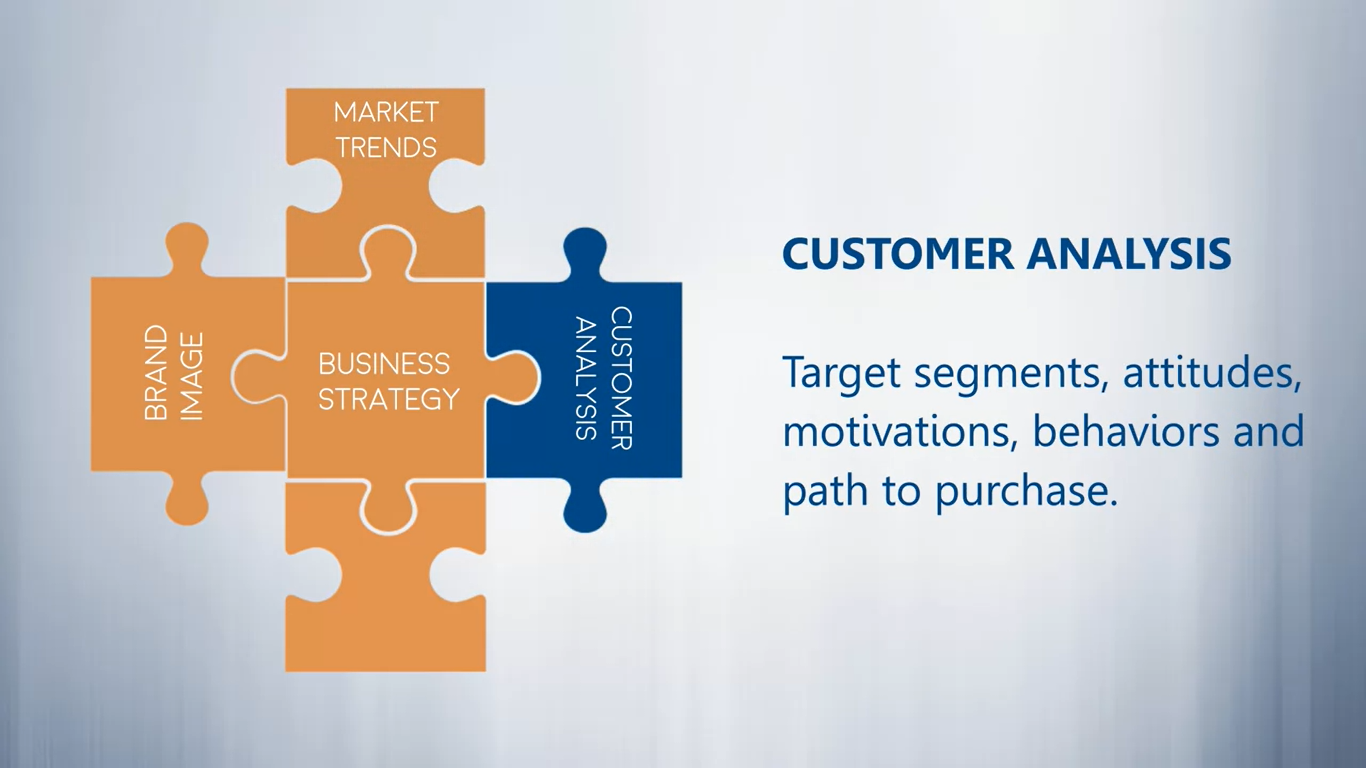 MARKET
TRENDS
BRAND
IMAGE
BUSINESS
STRATEGY
CUSTOMER
ANALYSIS
CUSTOMER ANALYSIS
Target segments, attitudes,
motivations, behaviors and
path to purchase.